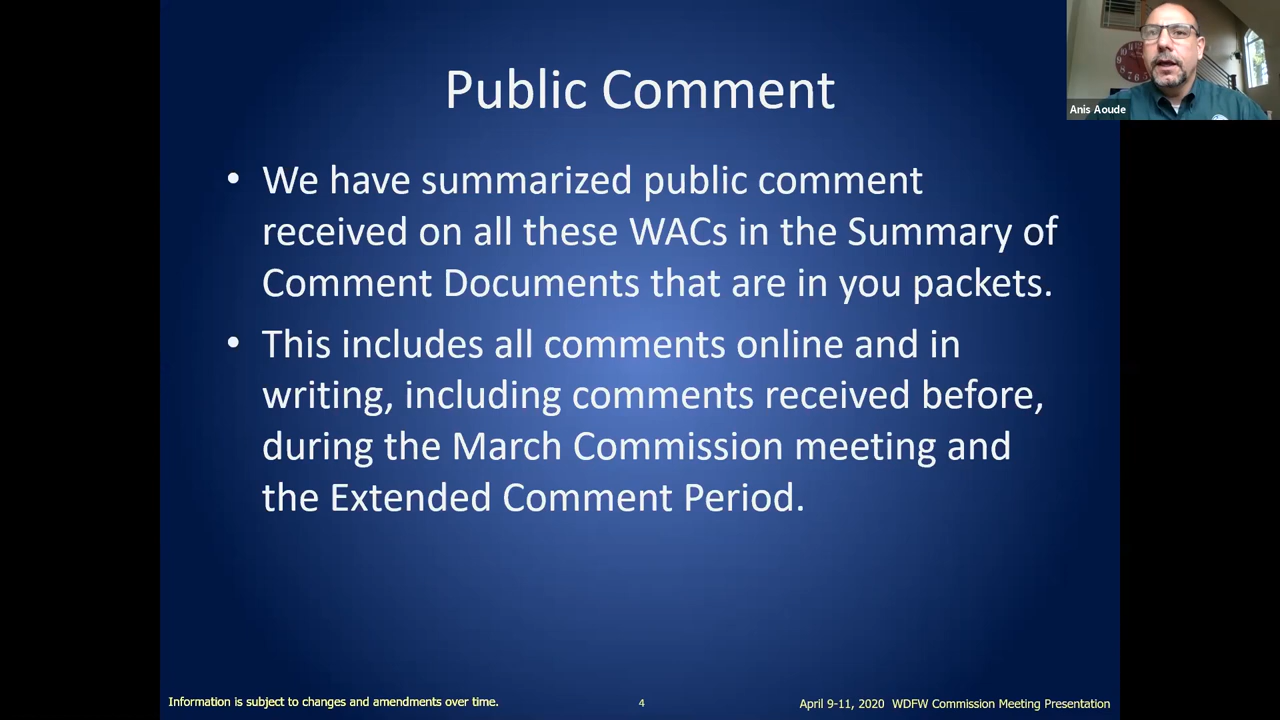 Public Comment
Anis Aoude
• We have summarized public comment
received on all these WACs in the Summary of
Comment Documents that are in you packets.
• This includes all comments online and in
writing, including comments received before,
during the March Commission meeting and
the Extended Comment Period.
Information is subject to changes and amendments over time.
4
April 9-11, 2020 WDFW Commission Meeting Presentation